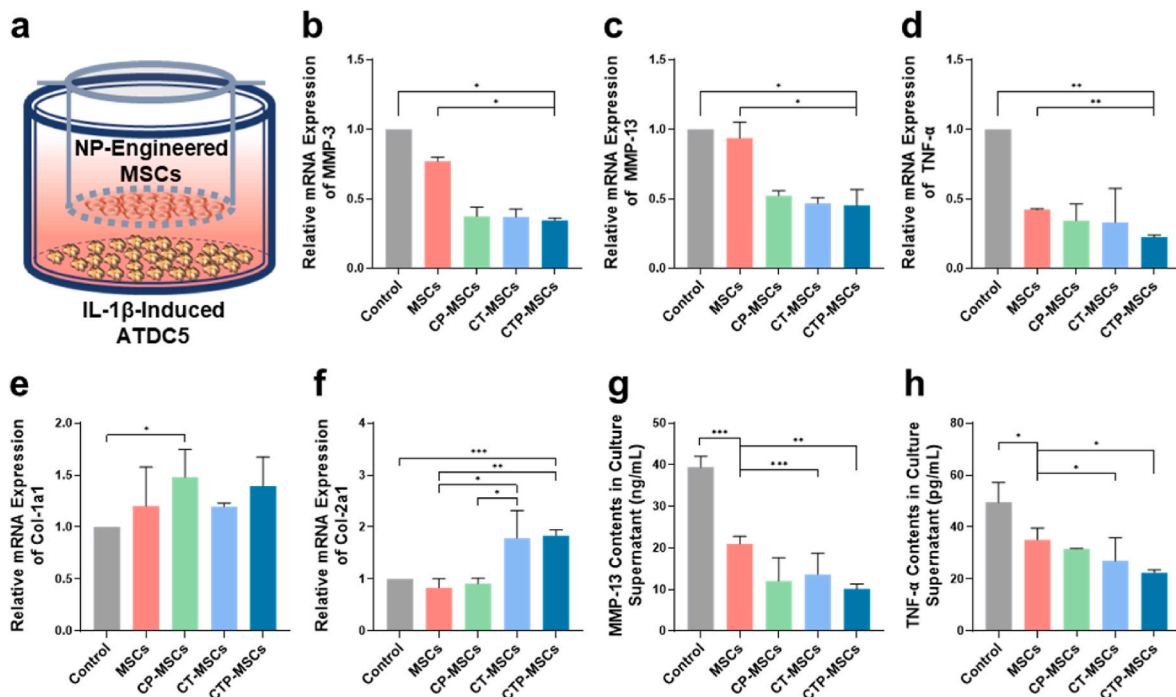 a
NP-Engineered
MSCs
IL-1β-Induced
ATDC5
b
Relative mRNA Expression
of MMP-3
1.5
1.0
0.5
0.0
*
*
Control
MSCs
CP-MSCs
CT-MSCs
CTP-MSCs
c
Relative mRNA Expression
of MMP-13
1.5
1.0
0.5
0.0
*
*
Control
MSCs
CP-MSCs
CT-MSCs
CTP-MSCs
d
Relative mRNA Expression
of TNF-α
1.5
1.0
0.5
0.0
**
**
Control
MSCs
CP-MSCs
CT-MSCs
CTP-MSCs
e
Relative mRNA Expression
of Col-1a1
2.0
1.5
1.0
0.5
0.0
*
Control
MSCs
CP-MSCs
CT-MSCs
CTP-MSCs
f
Relative mRNA Expression
of Col-2a1
4
3
2
1
0
***
**
*
*
Control
MSCs
CP-MSCs
CT-MSCs
CTP-MSCs
g
MMP-13 Contents in Culture
Supernatant (ng/mL)
50
40
30
20
10
0
***
**
***
Control
MSCs
CP-MSCs
CT-MSCs
CTP-MSCs
h
TNF-α Contents in Culture
Supernatant (pg/mL)
80
60
40
20
0
*
*
*
Control
MSCs
CP-MSCs
CT-MSCs
CTP-MSCs